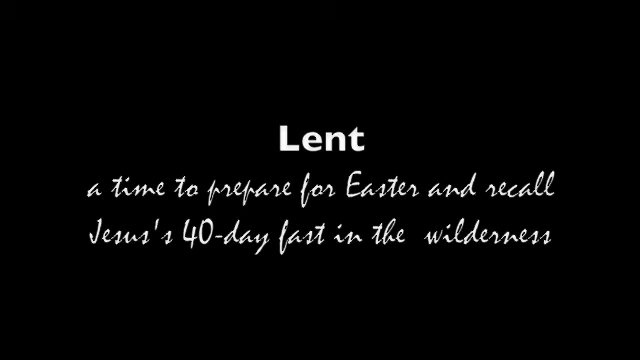 Lent
a time to prepare for Easter and recall
Jesus's 40-day fast in the wilderness